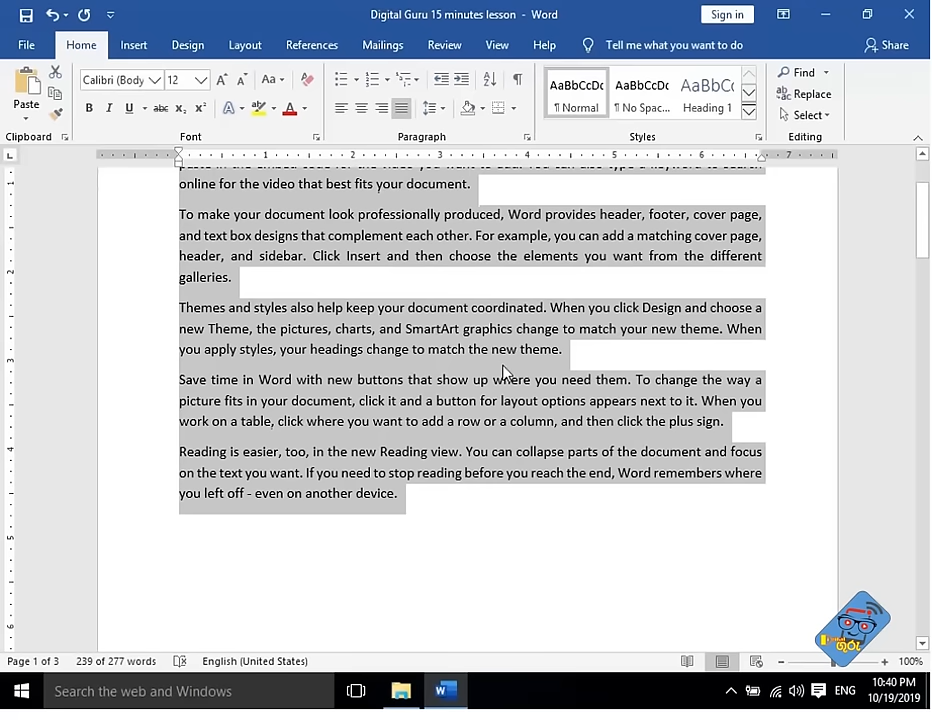 Digital Guru 15 minutes lesson - Word
Sign in
File Home Insert Design Layout References Mailings Review View Help Tell me what you want to do Share
Paste
Calibri (Body 12
Aa
B I U abc X₂ X²
A A
AaBbCcDc AaBbCcDc AaBbCc
¶ Normal ¶ No Spac... Heading 1
Find
Replace
Select
Clipboard Font Paragraph Styles Editing
1 2 3 4 5 6 7
online for the video that best fits your document.
To make your document look professionally produced, Word provides header, footer, cover page,
and text box designs that complement each other. For example, you can add a matching cover page,
header, and sidebar. Click Insert and then choose the elements you want from the different
galleries.
Themes and styles also help keep your document coordinated. When you click Design and choose a
new Theme, the pictures, charts, and SmartArt graphics change to match your new theme. When
you apply styles, your headings change to match the new theme.
Save time in Word with new buttons that show up where you need them. To change the way a
picture fits in your document, click it and a button for layout options appears next to it. When you
work on a table, click where you want to add a row or a column, and then click the plus sign.
Reading is easier, too, in the new Reading view. You can collapse parts of the document and focus
on the text you want. If you need to stop reading before you reach the end, Word remembers where
you left off - even on another device.
Page 1 of 3 239 of 277 words English (United States) 100%
Search the web and Windows
ENG
10:40 PM
10/19/2019